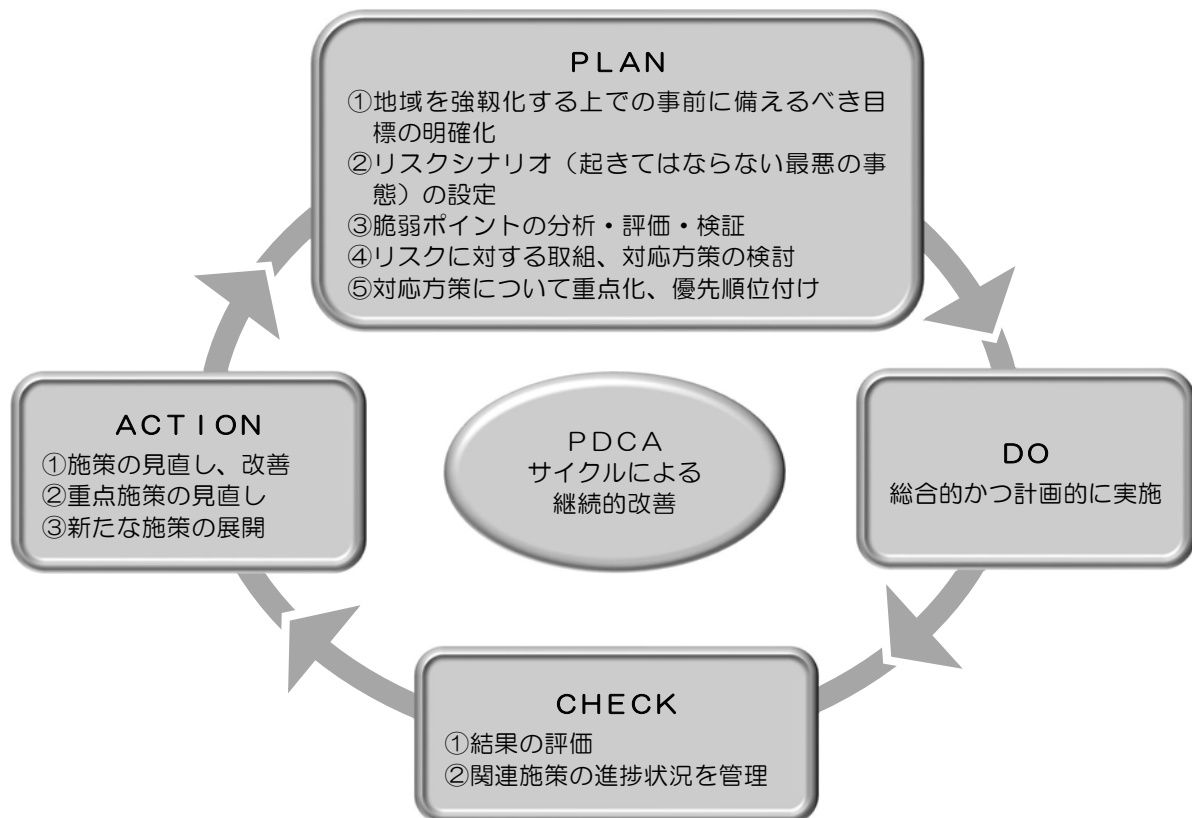 PLAN
①地域を強靱化する上での事前に備えるべき目
標の明確化
②リスクシナリオ（起きてはならない最悪の事
態）の設定
③脆弱ポイントの分析・評価・検証
④リスクに対する取組、対応方策の検討
⑤対応方策について重点化、優先順位付け
DO
総合的かつ計画的に実施
CHECK
①結果の評価
②関連施策の進捗状況を管理
ACTION
①施策の見直し、改善
②重点施策の見直し
③新たな施策の展開
PDCA
サイクルによる
継続的改善